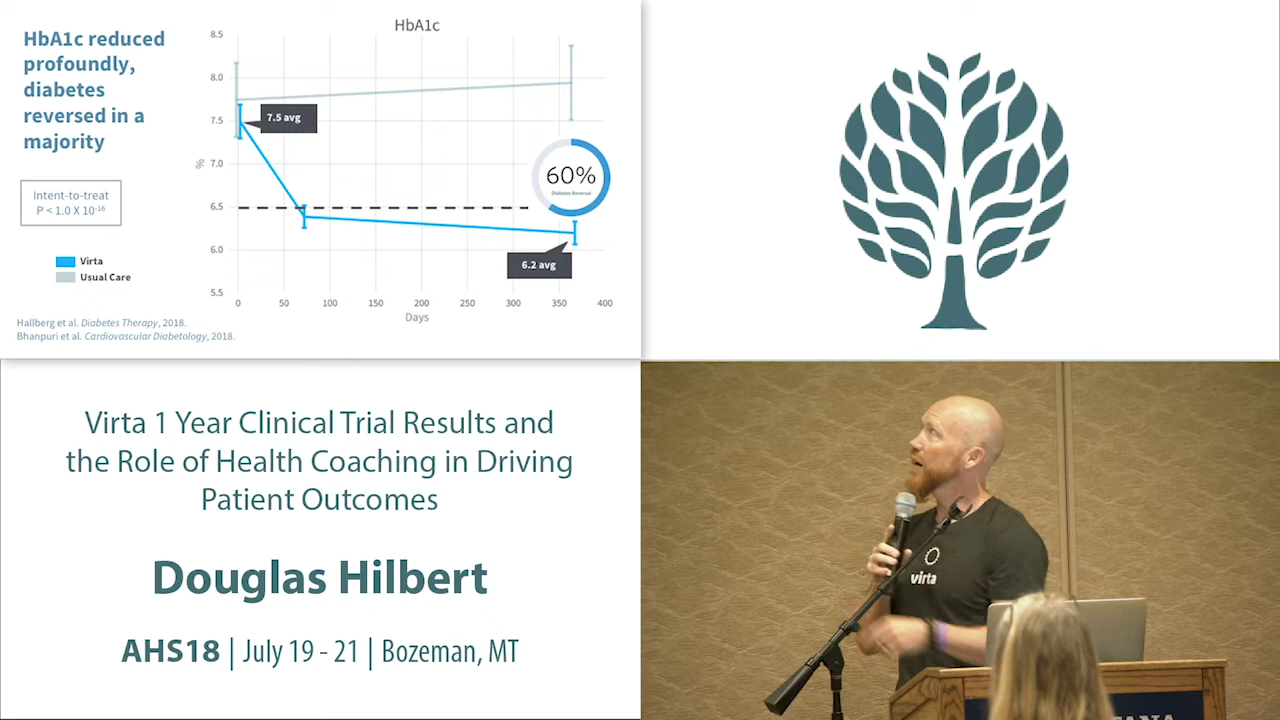 HbA1c reduced
profoundly,
diabetes
reversed in a
majority
Intent-to-treat
P < 1.0 X 10-16
Virta
Usual Care
Hallberg et al. Diabetes Therapy, 2018.
Bhanpuri et al. Cardiovascular Diabetology, 2018.
HbA1c
8.5
8.0
7.5
7.0
6.5
6.0
5.5
%
7.5 avg
60%
Diabetes Reversal
6.2 avg
0 50 100 150 200 250 300 350 400
Days
Virta 1 Year Clinical Trial Results and
the Role of Health Coaching in Driving
Patient Outcomes
Douglas Hilbert
AHS18 | July 19 - 21 | Bozeman, MT
virta